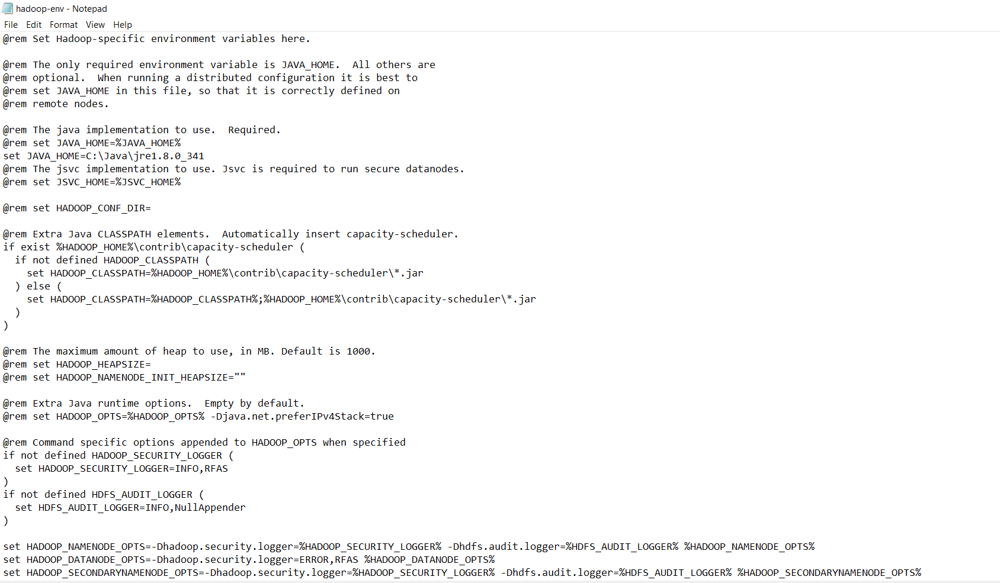 hadoop-env - Notepad
File Edit Format View Help
@rem Set Hadoop-specific environment variables here.

@rem The only required environment variable is JAVA_HOME.  All others are
@rem optional.  When running a distributed configuration it is best to
@rem set JAVA_HOME in this file, so that it is correctly defined on
@rem remote nodes.

@rem The java implementation to use.  Required.
@rem set JAVA_HOME=%JAVA_HOME%
set JAVA_HOME=C:\Java\jre1.8.0_341
@rem The jsvc implementation to use. Jsvc is required to run secure datanodes.
@rem set JSVC_HOME=%JSVC_HOME%

@rem set HADOOP_CONF_DIR=

@rem Extra Java CLASSPATH elements.  Automatically insert capacity-scheduler.
if exist %HADOOP_HOME%\contrib\capacity-scheduler (
  if not defined HADOOP_CLASSPATH (
    set HADOOP_CLASSPATH=%HADOOP_HOME%\contrib\capacity-scheduler\*.jar
  ) else (
    set HADOOP_CLASSPATH=%HADOOP_CLASSPATH%;%HADOOP_HOME%\contrib\capacity-scheduler\*.jar
  )
)

@rem The maximum amount of heap to use, in MB. Default is 1000.
@rem set HADOOP_HEAPSIZE=
@rem set HADOOP_NAMENODE_INIT_HEAPSIZE=""

@rem Extra Java runtime options.  Empty by default.
@rem set HADOOP_OPTS=%HADOOP_OPTS% -Djava.net.preferIPv4Stack=true

@rem Command specific options appended to HADOOP_OPTS when specified
if not defined HADOOP_SECURITY_LOGGER (
  set HADOOP_SECURITY_LOGGER=INFO,RFAS
)
if not defined HDFS_AUDIT_LOGGER (
  set HDFS_AUDIT_LOGGER=INFO,NullAppender
)

set HADOOP_NAMENODE_OPTS=-Dhadoop.security.logger=%HADOOP_SECURITY_LOGGER% -Dhdfs.audit.logger=%HDFS_AUDIT_LOGGER% %HADOOP_NAMENODE_OPTS%
set HADOOP_DATANODE_OPTS=-Dhadoop.security.logger=ERROR,RFAS %HADOOP_DATANODE_OPTS%
set HADOOP_SECONDARYNAMENODE_OPTS=-Dhadoop.security.logger=%HADOOP_SECURITY_LOGGER% -Dhdfs.audit.logger=%HDFS_AUDIT_LOGGER% %HADOOP_SECONDARYNAMENODE_OPTS%